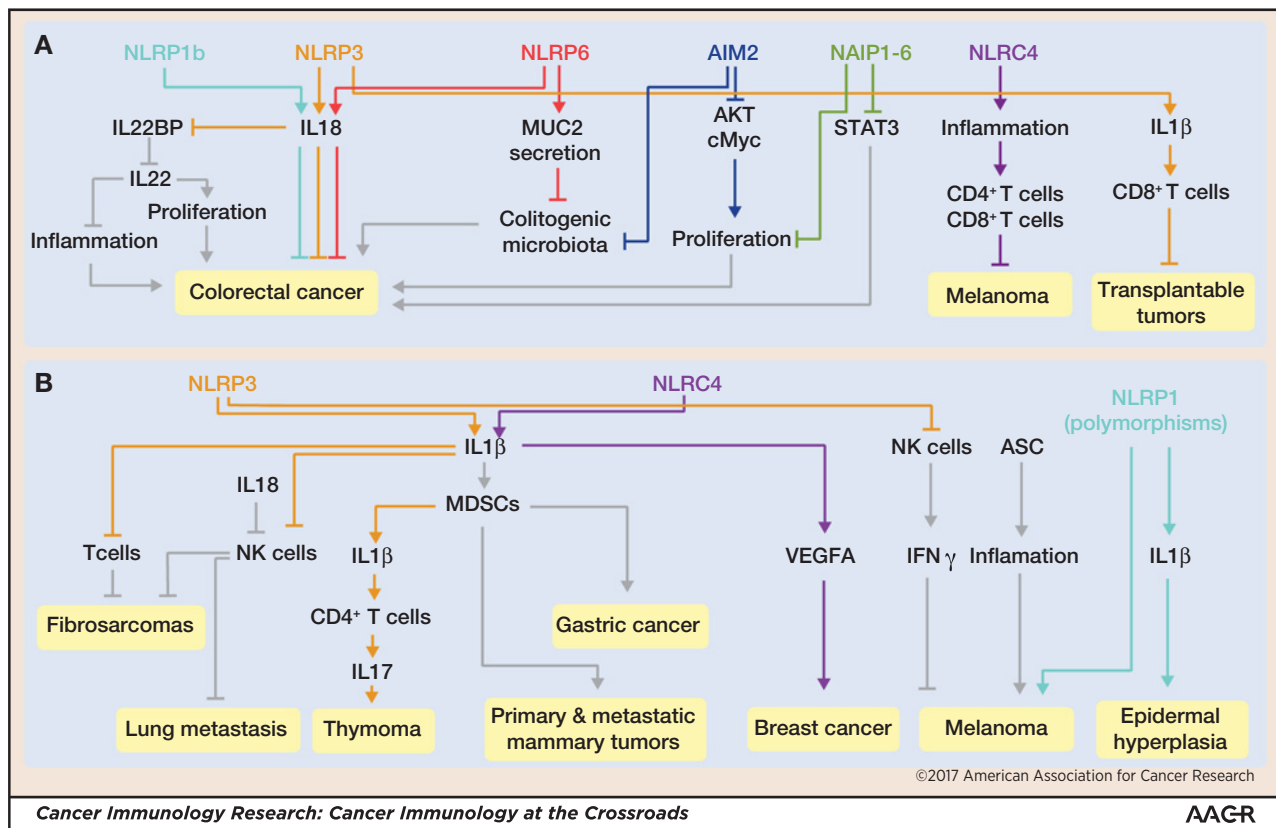 A
NLRP1b
NLRP3
NLRP6
AIM2
NAIP1-6
NLRC4
IL22BP
IL18
MUC2
secretion
AKT
cMyc
STAT3
Inflammation
IL1β
IL22
Proliferation
Inflammation
Colitogenic
microbiota
Proliferation
CD4+ T cells
CD8+ T cells
CD8+ T cells
Colorectal cancer
Melanoma
Transplantable
tumors
B
NLRP3
NLRC4
NLRP1
(polymorphisms)
IL1β
NK cells
ASC
IL18
MDSCs
Tcells
NK cells
IL1β
VEGFA
IFN γ
Inflamation
IL1β
Fibrosarcomas
CD4+ T cells
Gastric cancer
IL17
Lung metastasis
Thymoma
Primary & metastatic
mammary tumors
Breast cancer
Melanoma
Epidermal
hyperplasia
©2017 American Association for Cancer Research
Cancer Immunology Research: Cancer Immunology at the Crossroads
AACR